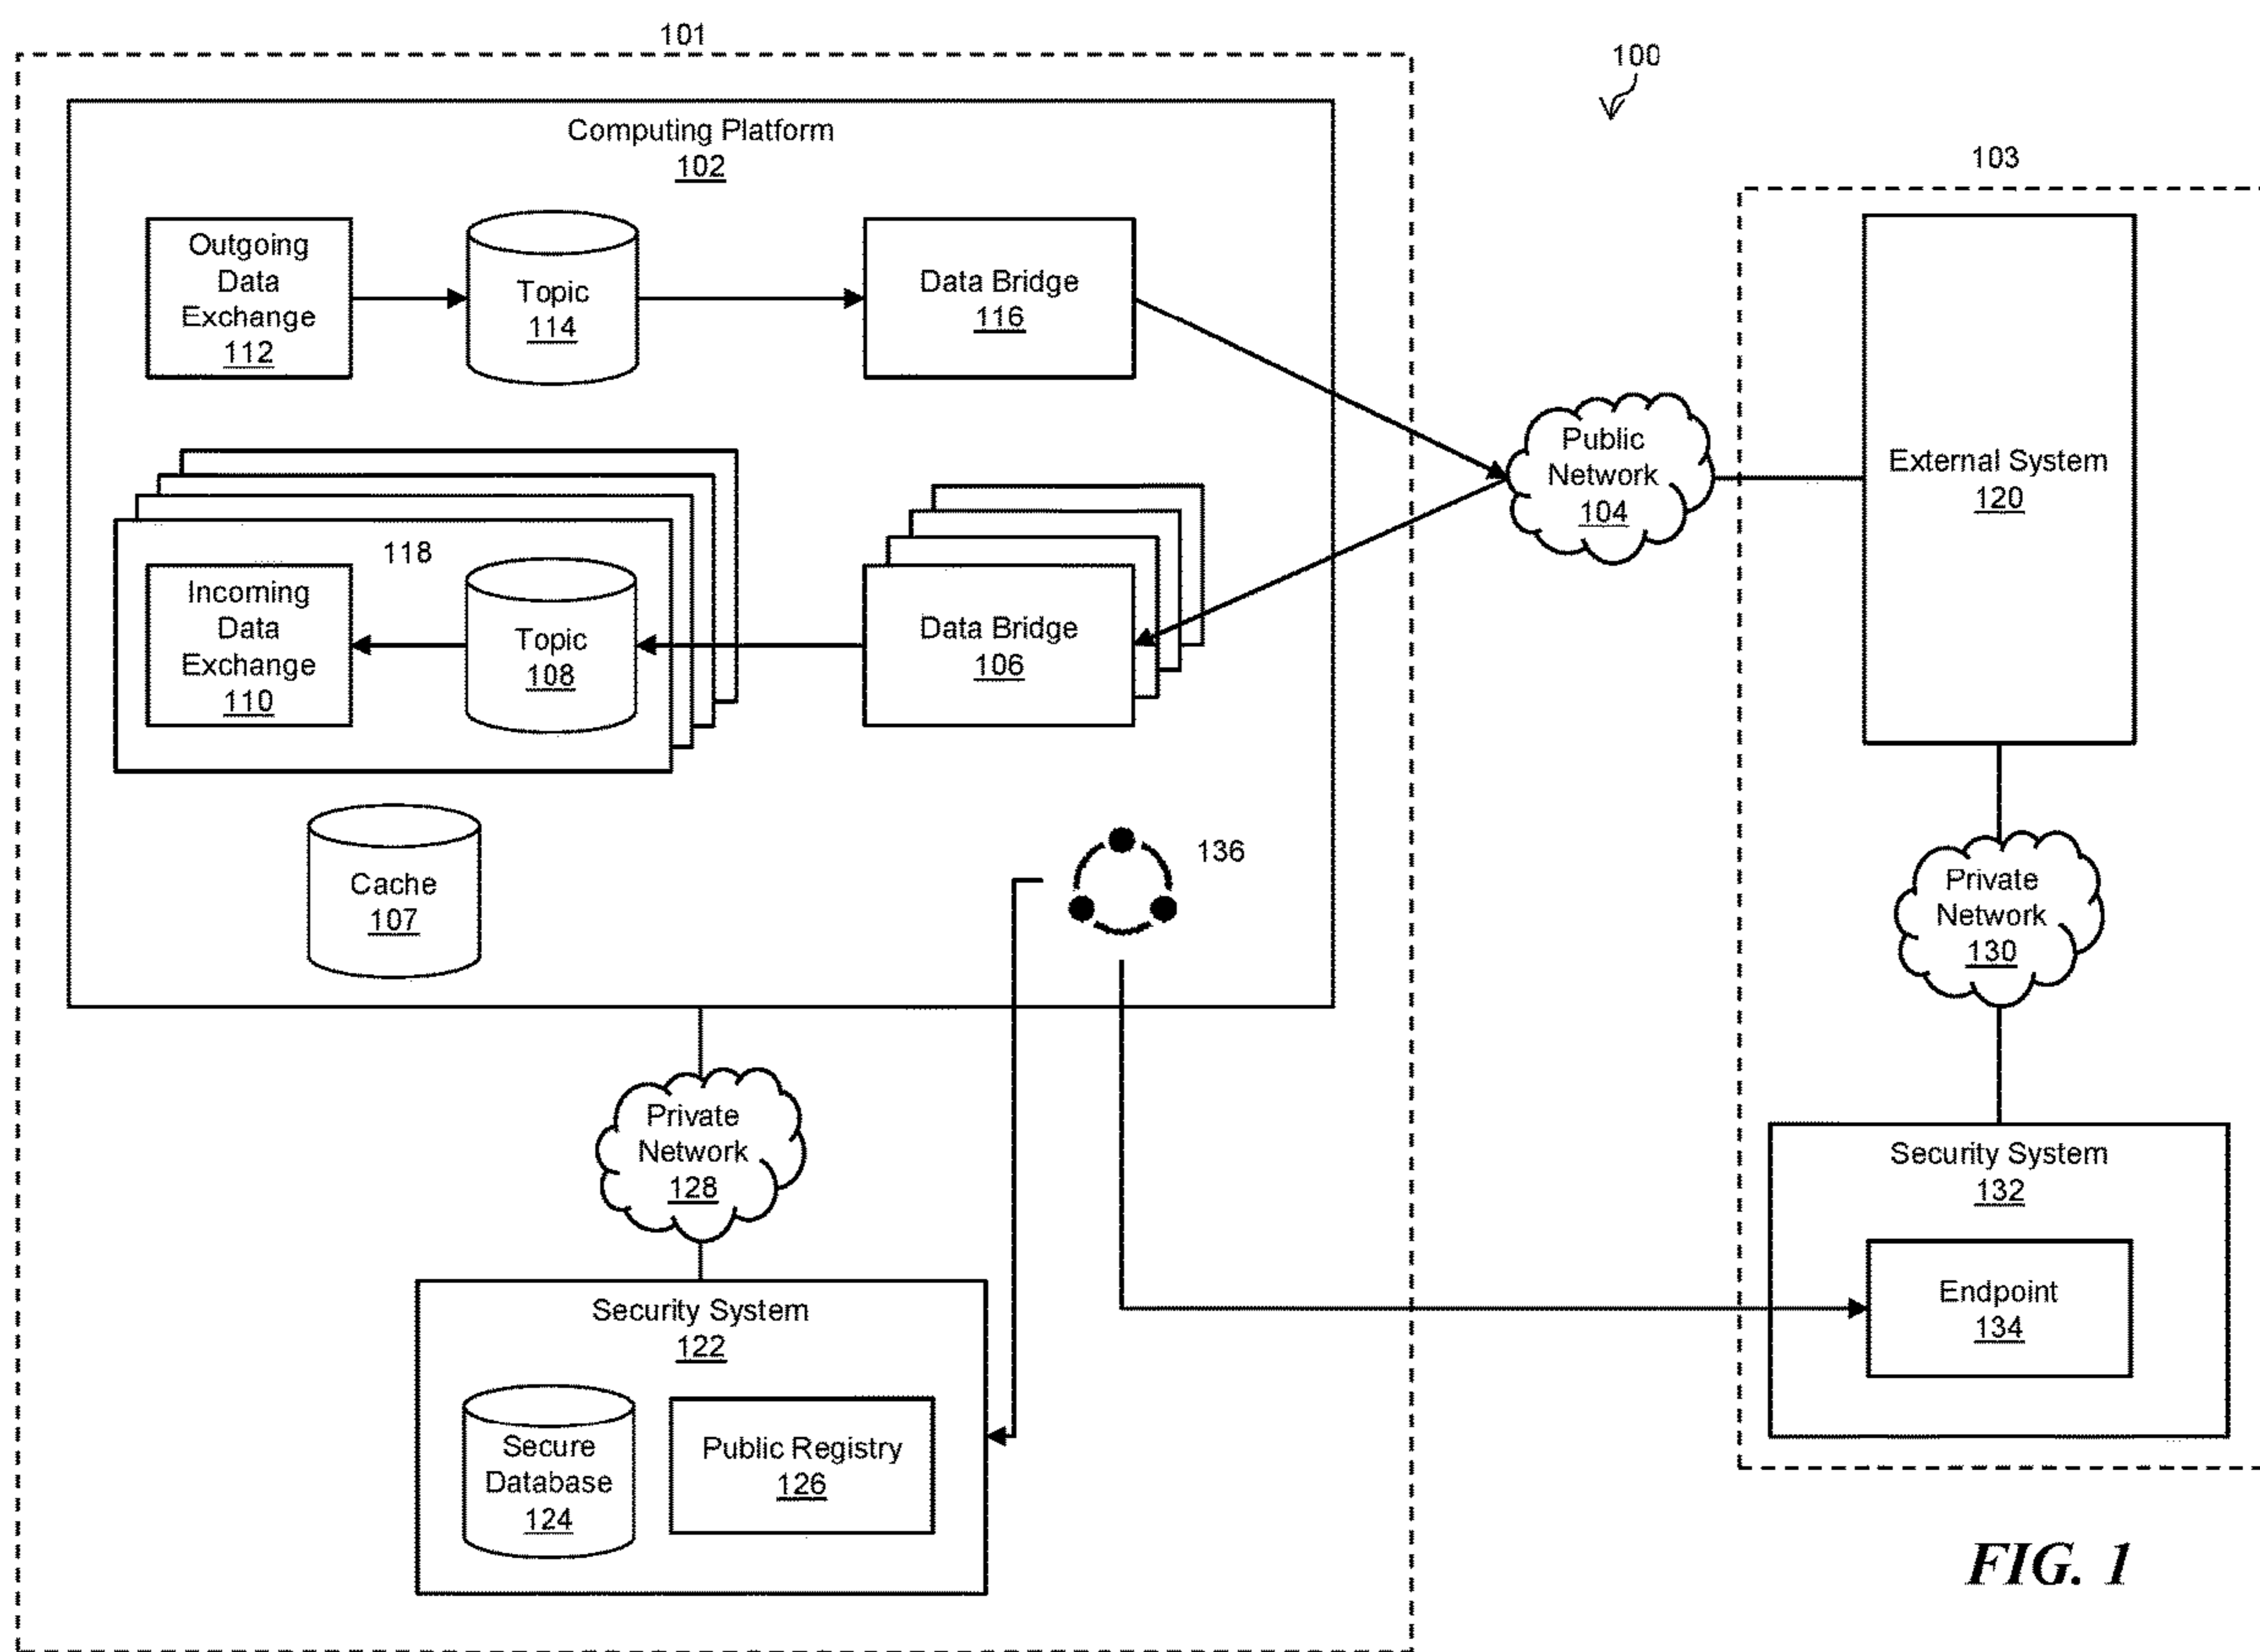 101
100
Computing Platform
102
103
Outgoing
Data
Exchange
112
Topic
114
Data Bridge
116
Public
Network
104
External System
120
118
Incoming
Data
Exchange
110
Topic
108
Data Bridge
106
Cache
107
136
Private
Network
130
Private
Network
128
Security System
132
Endpoint
134
Security System
122
Secure
Database
124
Public Registry
126
FIG. 1